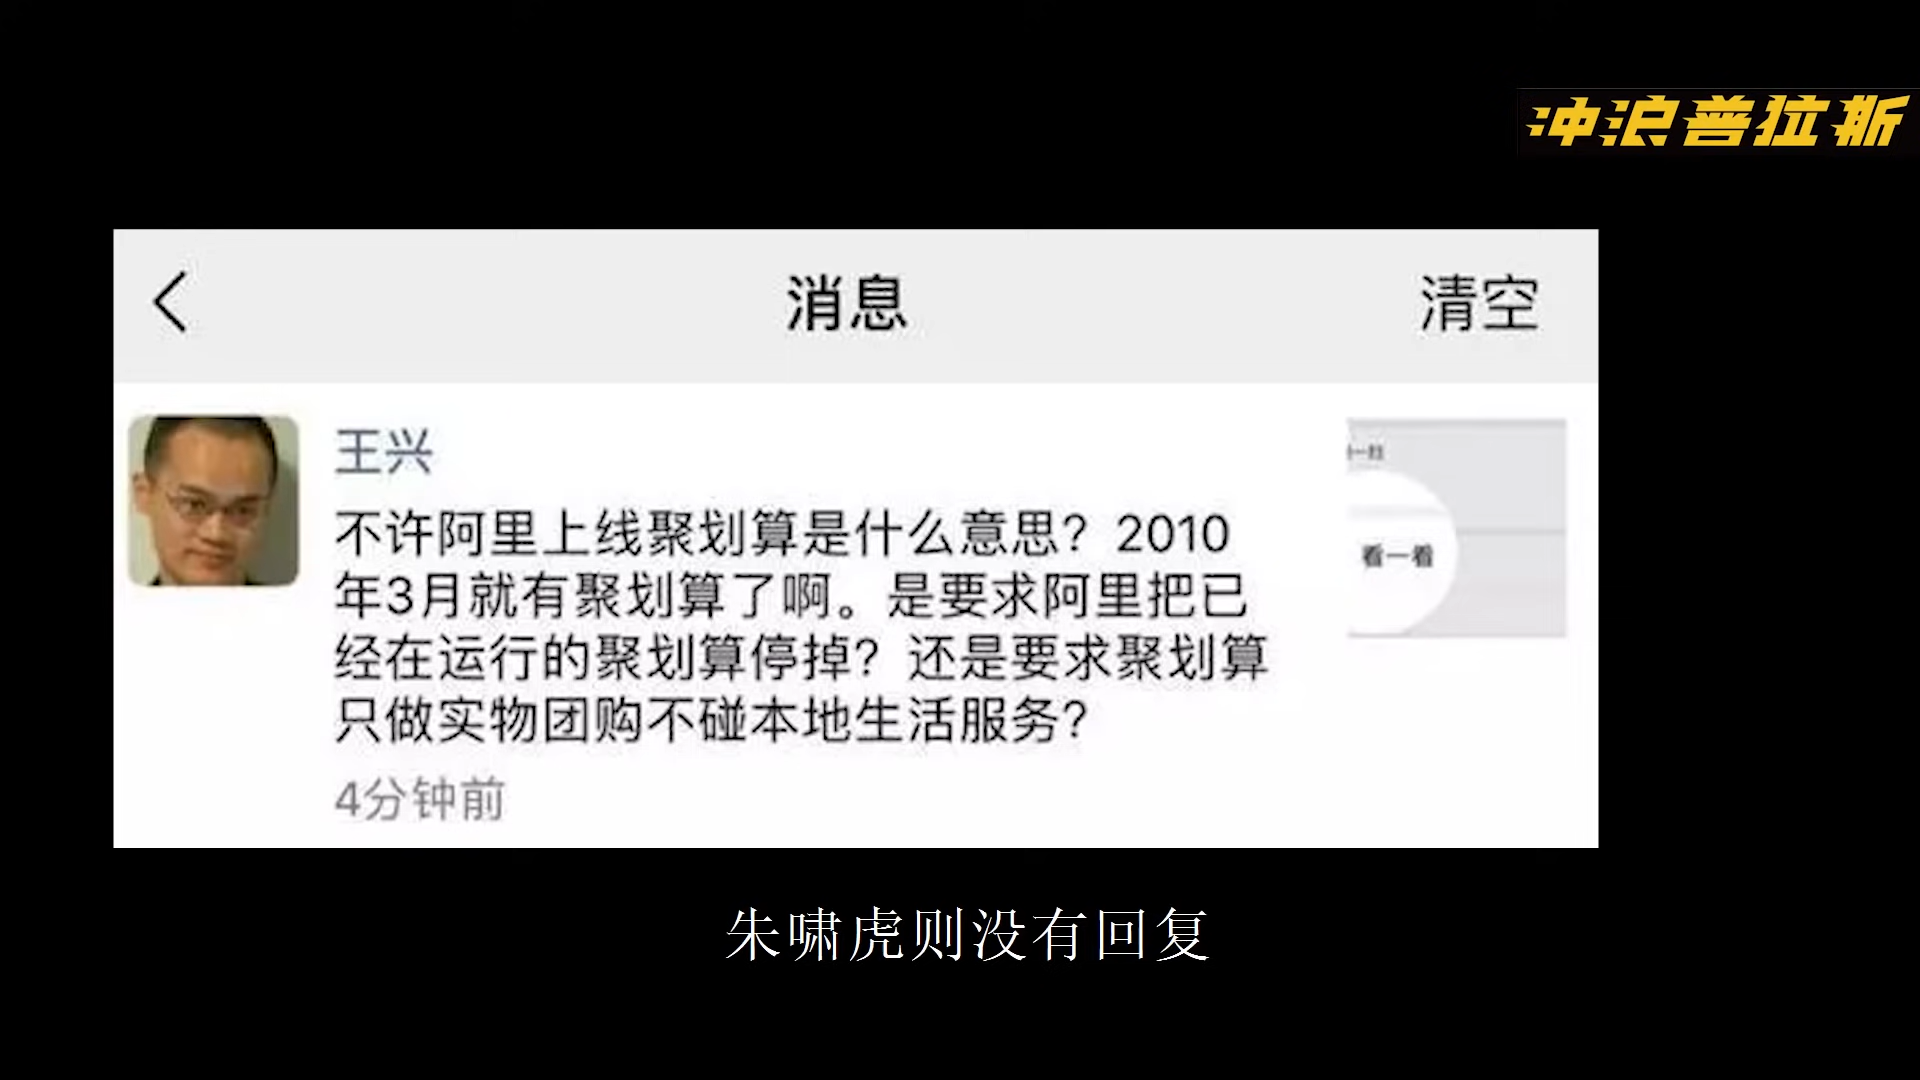 冲浪普拉斯
消息
清空
王兴
不许阿里上线聚划算是什么意思？2010
年3月就有聚划算了啊。是要求阿里把已
经在运行的聚划算停掉？还是要求聚划算
只做实物团购不碰本地生活服务？
4分钟前
看一看
朱啸虎则没有回复